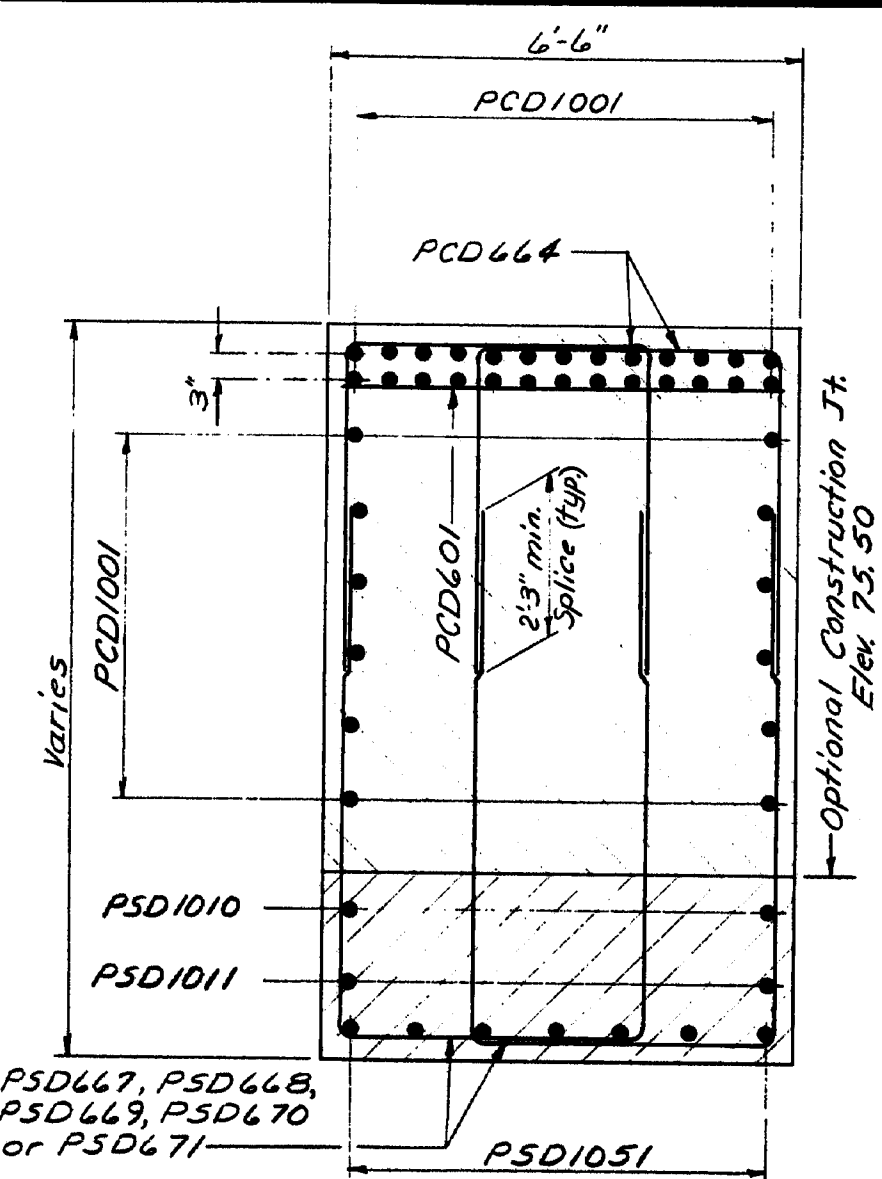 6'-6"
PCD1001
PCD664
3"
PCD1001
Varies
PCD601
2'-3" min.
Splice (typ.)
Optional Construction Jt.
Elev. 75.50
PSD1010
PSD1011
PSD667, PSD668,
PSD669, PSD670
or PSD671
PSD1051